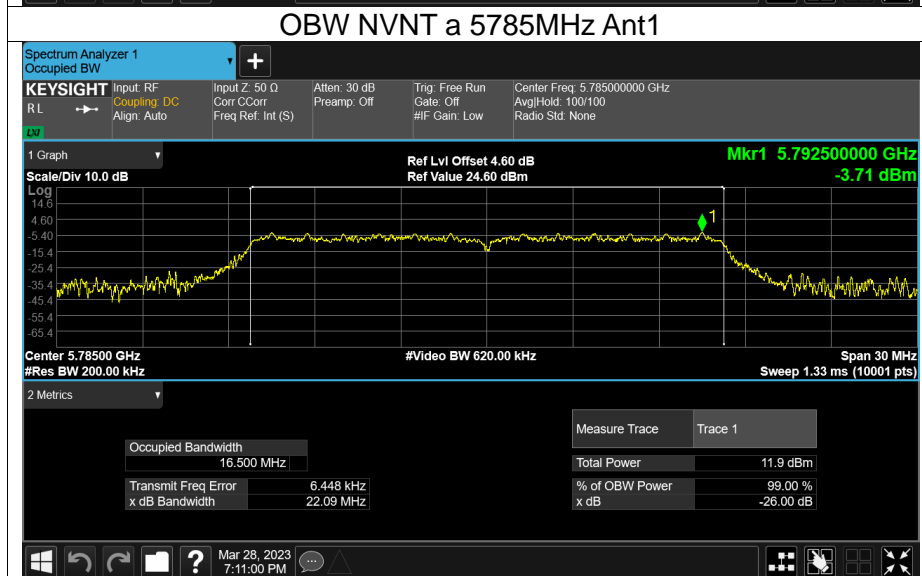 OBW NVNT a 5785MHz Ant1
Spectrum Analyzer 1
Occupied BW
+
KEYSIGHT Input: RF Input Z: 50 Ω Atten: 30 dB Trig: Free Run Center Freq: 5.785000000 GHz
RL Coupling: DC Corr CCorr Preamp: Off Gate: Off Avg|Hold: 100/100
Align: Auto Freq Ref: Int (S) #IF Gain: Low Radio Std: None
LXI
1 Graph Ref Lvl Offset 4.60 dB Mkr1 5.792500000 GHz
Scale/Div 10.0 dB Ref Value 24.60 dBm -3.71 dBm
Log
14.6
4.60
1
-5.40
-15.4
-25.4
-35.4
-45.4
-55.4
-65.4
Center 5.78500 GHz #Video BW 620.00 kHz Span 30 MHz
#Res BW 200.00 kHz Sweep 1.33 ms (10001 pts)
2 Metrics
Measure Trace Trace 1
Occupied Bandwidth
16.500 MHz Total Power 11.9 dBm
Transmit Freq Error 6.448 kHz % of OBW Power 99.00 %
x dB Bandwidth 22.09 MHz x dB -26.00 dB
? Mar 28, 2023
7:11:00 PM